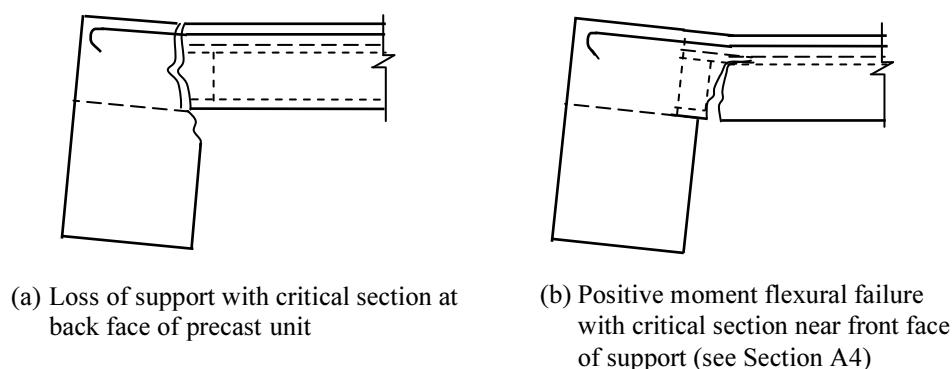 (a) Loss of support with critical section at
back face of precast unit
(b) Positive moment flexural failure
with critical section near front face
of support (see Section A4)